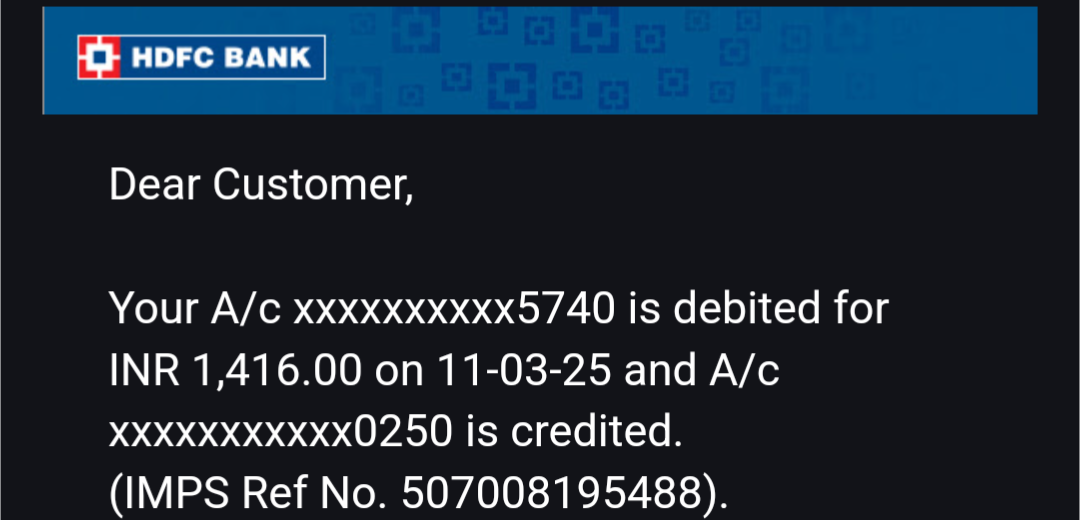 HDFC BANK
Dear Customer,
Your A/c xxxxxxxxxx5740 is debited for
INR 1,416.00 on 11-03-25 and A/c
xxxxxxxxxxx0250 is credited.
(IMPS Ref No. 507008195488).